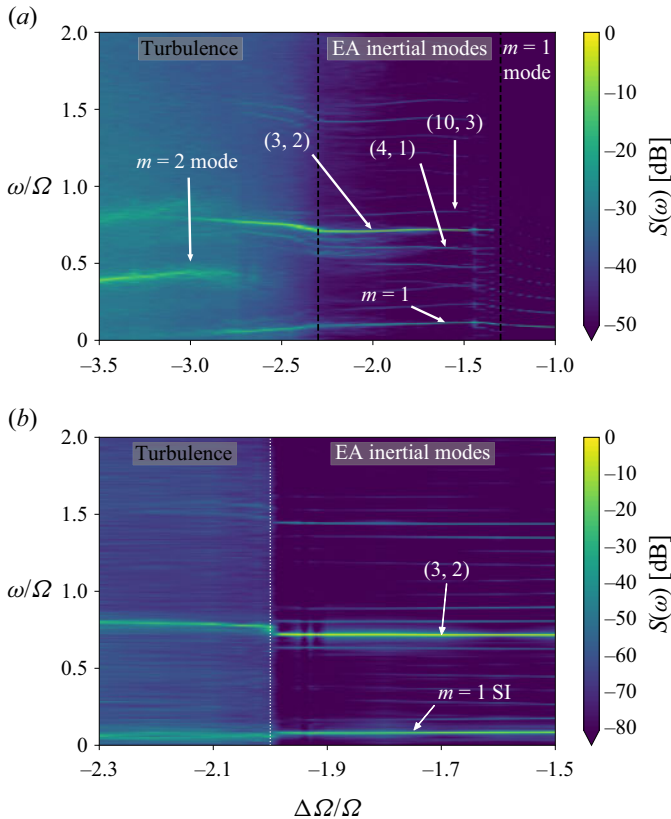 (a)
2.0
1.5
1.0
ω/Ω
0.5
0
Turbulence
EA inertial modes
m = 1
mode
(10, 3)
(3, 2)
(4, 1)
m = 2 mode
m = 1
–3.5 –3.0 –2.5 –2.0 –1.5 –1.0
0
–10
–20
–30
–40
–50
S(ω) [dB]
(b)
2.0
1.5
1.0
ω/Ω
0.5
0
Turbulence
EA inertial modes
(3, 2)
m = 1 SI
–2.3 –2.1 –1.9 –1.7 –1.5
ΔΩ/Ω
0
–10
–20
–30
–40
–50
–60
–70
–80
S(ω) [dB]